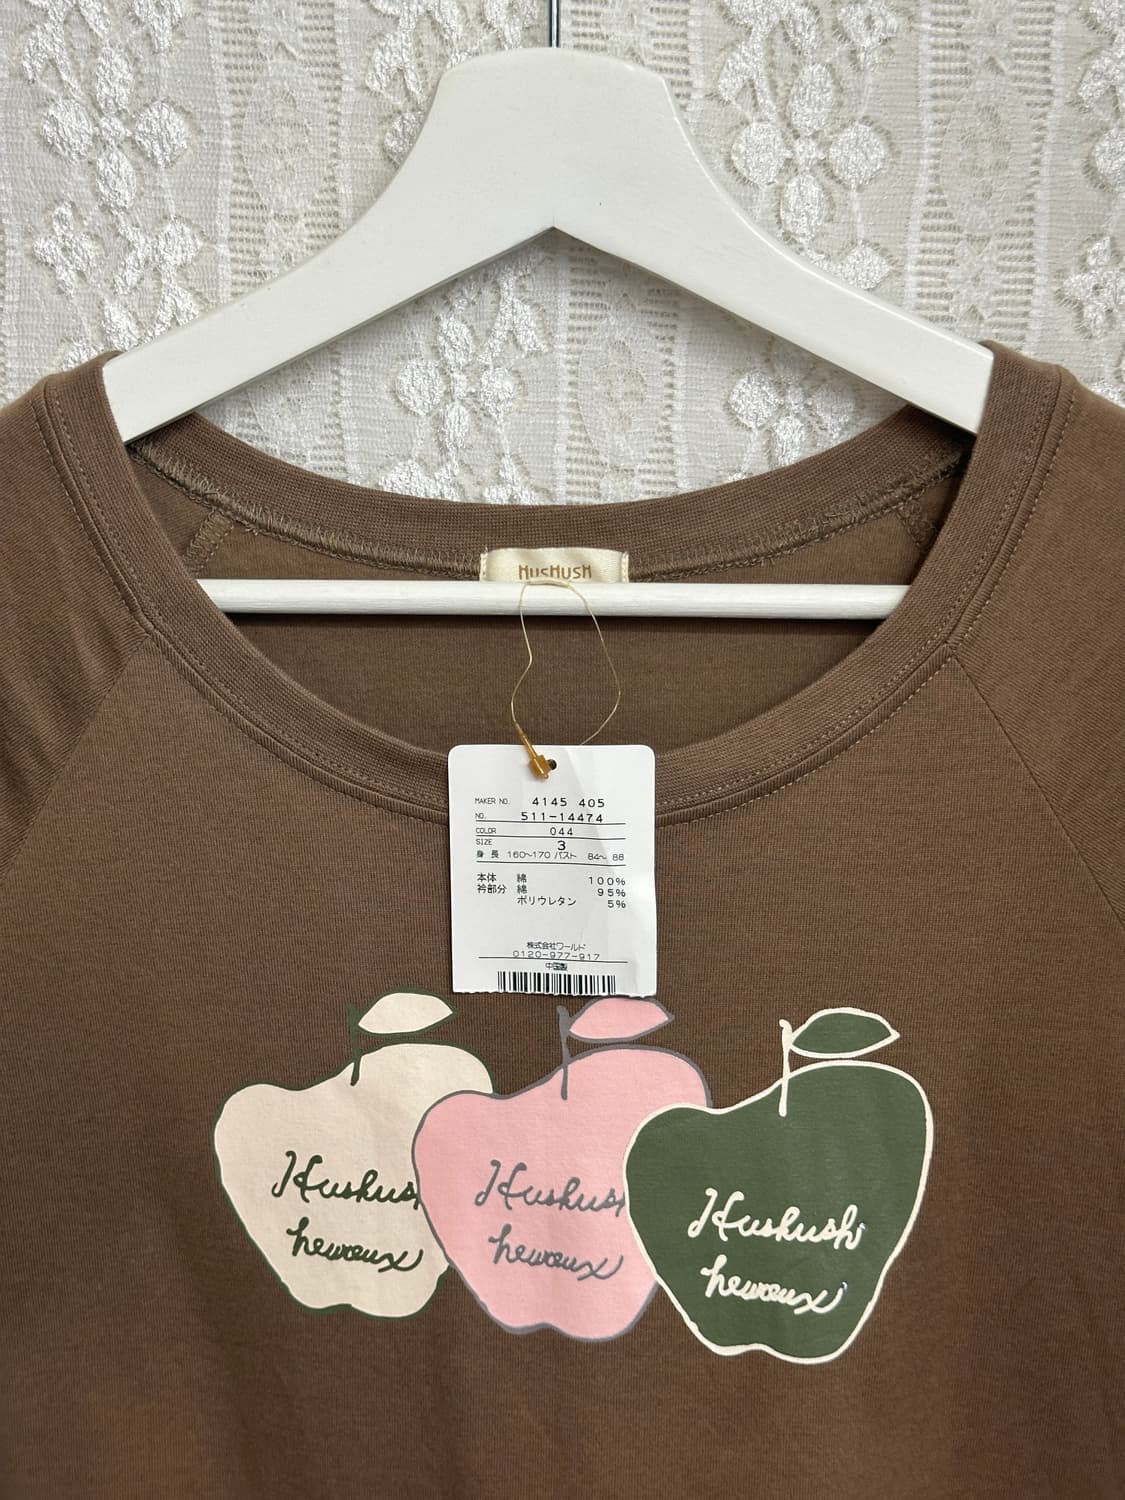 HusHusH
MAKER NO. 4145 405
NO. 511-14474
COLOR 044
SIZE 3
身 長 160〜170 バスト 84〜 88
本体 綿 100%
衿部分 綿 95%
ポリウレタン 5%
株式会社ワールド
0120-977-917
中国製
Hushush
heureux
Hushush
heureux
Hushush
heureux